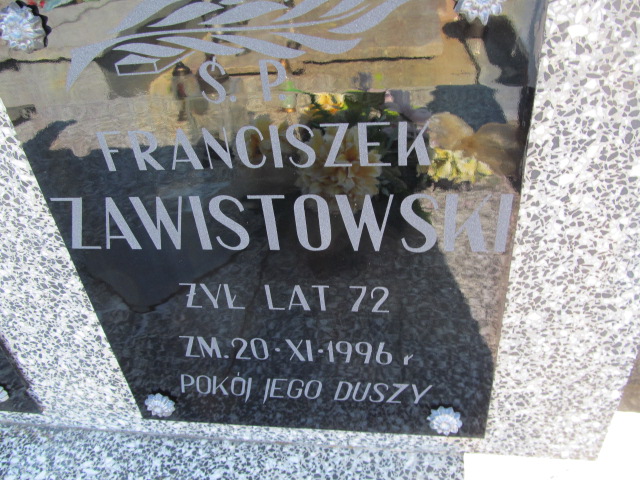 Ś. P.
FRANCISZEK
ZAWISTOWSKI
ŻYŁ LAT 72
ZM. 20·XI·1996 r
POKÓJ JEGO DUSZY